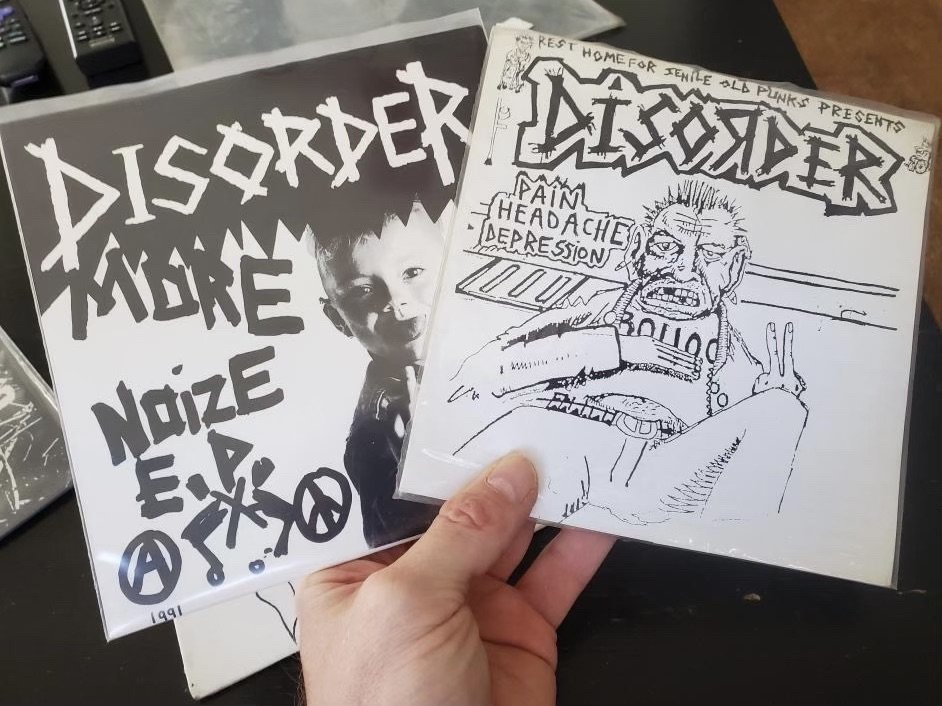 DISORDER
MORE
NOIZE
E.P.
A
1991
REST HOME FOR SENILE OLD PUNKS PRESENTS
DISORDER
PAIN
HEADACHE
DEPRESSION